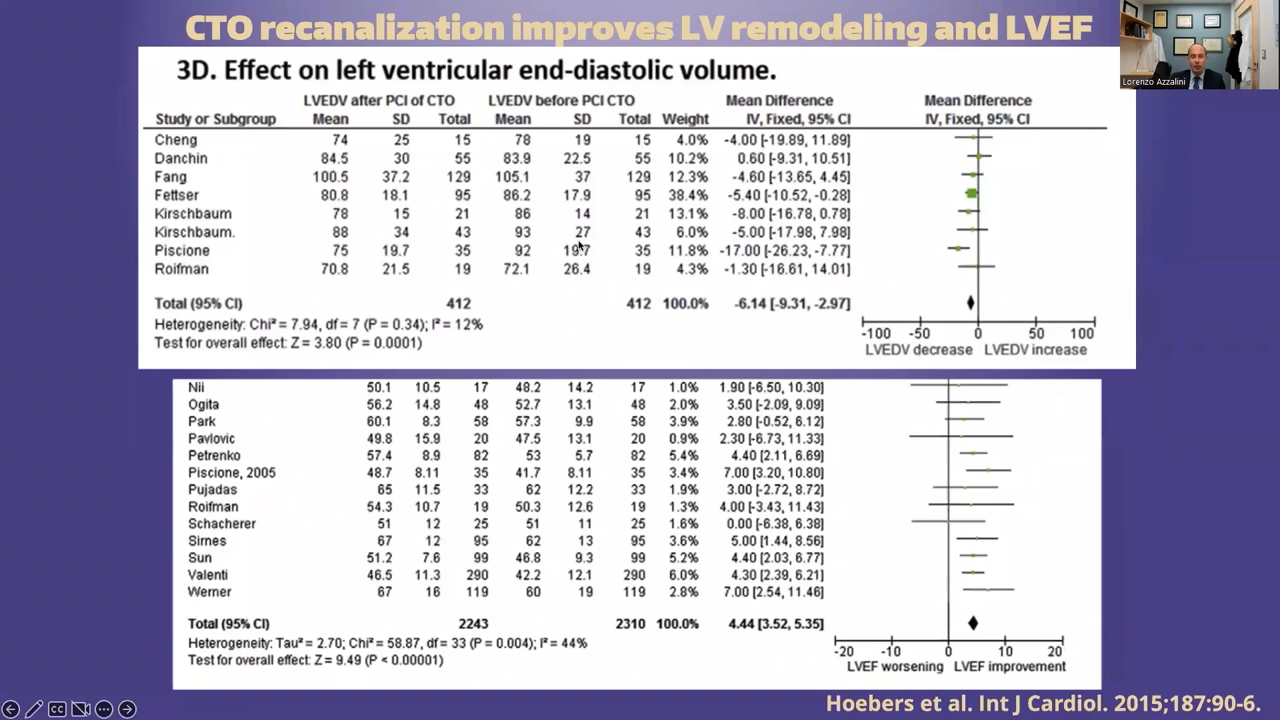 CTO recanalization improves LV remodeling and LVEF
Lorenzo Azzalini
3D. Effect on left ventricular end-diastolic volume.
LVEDV after PCI of CTO LVEDV before PCI CTO Mean Difference Mean Difference
Study or Subgroup Mean SD Total Mean SD Total Weight IV, Fixed, 95% CI IV, Fixed, 95% CI
Cheng 74 25 15 78 19 15 4.0% -4.00 [-19.89, 11.89]
Danchin 84.5 30 55 83.9 22.5 55 10.2% 0.60 [-9.31, 10.51]
Fang 100.5 37.2 129 105.1 37 129 12.3% -4.60 [-13.65, 4.45]
Fettser 80.8 18.1 95 86.2 17.9 95 38.4% -5.40 [-10.52, -0.28]
Kirschbaum 78 15 21 86 14 21 13.1% -8.00 [-16.78, 0.78]
Kirschbaum. 88 34 43 93 27 43 6.0% -5.00 [-17.98, 7.98]
Piscione 75 19.7 35 92 19.7 35 11.8% -17.00 [-26.23, -7.77]
Roifman 70.8 21.5 19 72.1 26.4 19 4.3% -1.30 [-16.61, 14.01]
Total (95% CI) 412 412 100.0% -6.14 [-9.31, -2.97]
Heterogeneity: Chi² = 7.94, df = 7 (P = 0.34); I² = 12%
Test for overall effect: Z = 3.80 (P = 0.0001)
-100 -50 0 50 100
LVEDV decrease LVEDV increase
Nii 50.1 10.5 17 48.2 14.2 17 1.0% 1.90 [-6.50, 10.30]
Ogita 56.2 14.8 48 52.7 13.1 48 2.0% 3.50 [-2.09, 9.09]
Park 60.1 8.3 58 57.3 9.9 58 3.9% 2.80 [-0.52, 6.12]
Pavlovic 49.8 15.9 20 47.5 13.1 20 0.9% 2.30 [-6.73, 11.33]
Petrenko 57.4 8.9 82 53 5.7 82 5.3% 4.40 [2.11, 6.69]
Piscione, 2005 48.7 8.11 35 41.7 8.11 35 3.4% 7.00 [3.20, 10.80]
Pujadas 65 11.5 33 62 12.2 33 1.9% 3.00 [-2.72, 8.72]
Roifman 54.3 10.7 19 50.3 12.6 19 1.3% 4.00 [-3.43, 11.43]
Schacherer 51 12 25 51 11 25 1.6% 0.00 [-6.38, 6.38]
Sirnes 67 12 95 62 13 95 3.6% 5.00 [1.44, 8.56]
Sun 51.2 7.6 99 46.8 9.3 99 5.2% 4.40 [2.03, 6.77]
Valenti 46.5 11.3 290 42.2 12.1 290 6.0% 4.30 [2.39, 6.21]
Werner 67 16 119 60 19 119 2.8% 7.00 [2.54, 11.46]
Total (95% CI) 2243 2310 100.0% 4.44 [3.52, 5.35]
Heterogeneity: Tau² = 2.70; Chi² = 58.87, df = 33 (P = 0.004); I² = 44%
Test for overall effect: Z = 9.49 (P < 0.00001)
-20 -10 0 10 20
LVEF worsening LVEF improvement
CC
Hoebers et al. Int J Cardiol. 2015;187:90-6.